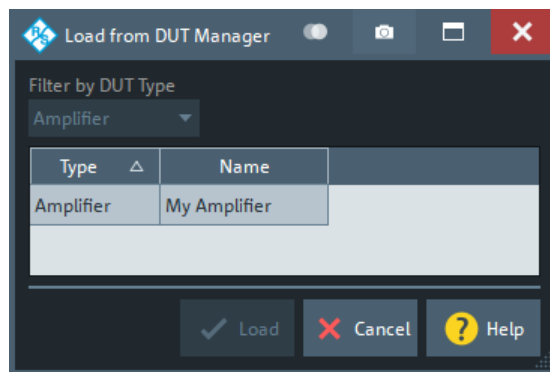 Load from DUT Manager
Filter by DUT Type
Amplifier
Type Name
Amplifier My Amplifier
Load Cancel ? Help